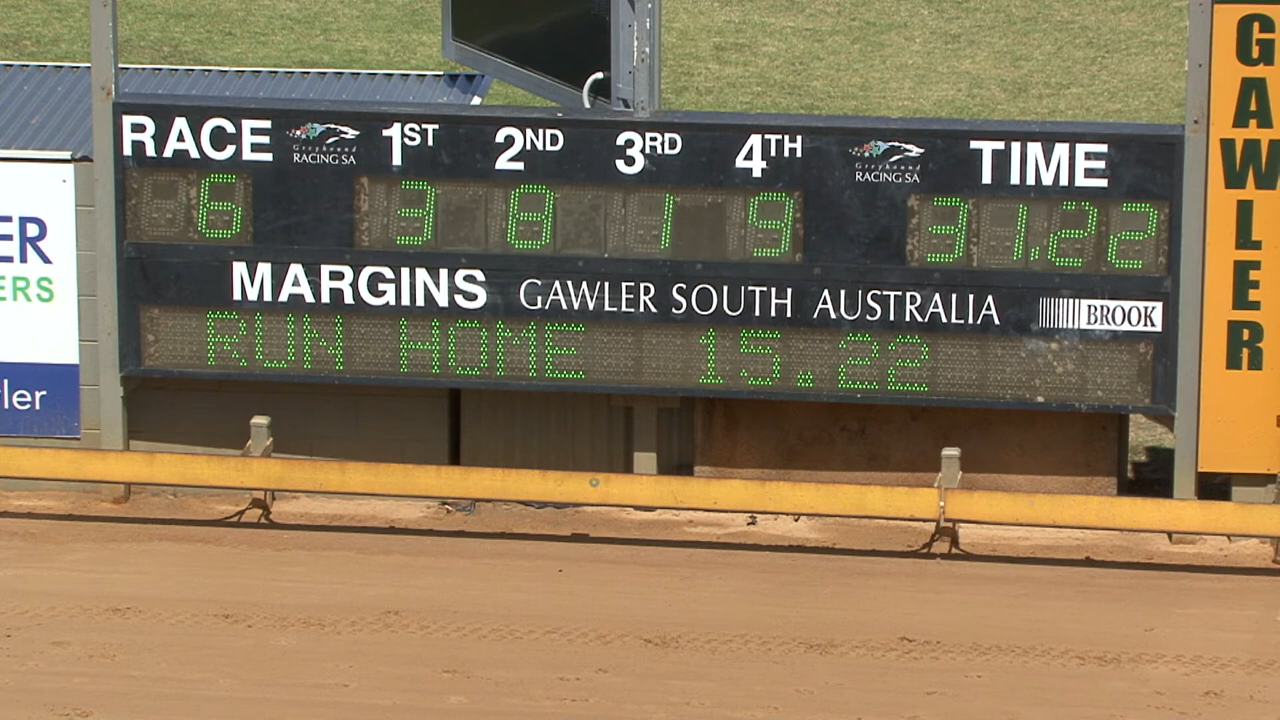 RACE Greyhound RACING SA 1ST 2ND 3RD 4TH Greyhound RACING SA TIME
6 3 8 1 9 31.22
MARGINS GAWLER SOUTH AUSTRALIA BROOK
RUN HOME 15.22
GAWLER
ER
ERS
ler